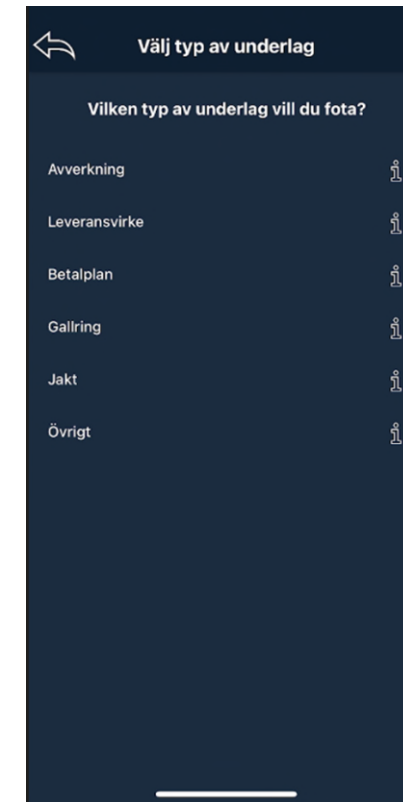 Välj typ av underlag
Vilken typ av underlag vill du fota?
Avverkning
Leveransvirke
Betalplan
Gallring
Jakt
Övrigt